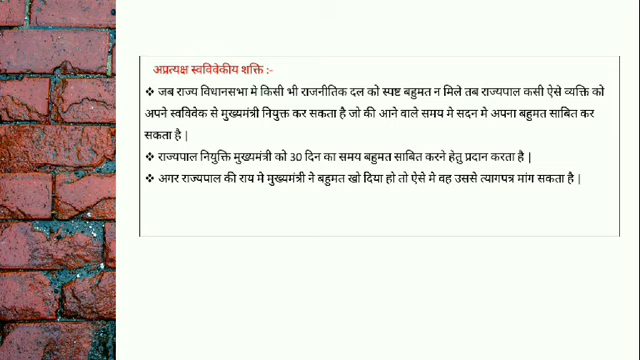 अप्रत्यक्ष स्वविवेकीय शक्ति :-
❖ जब राज्य विधानसभा मे किसी भी राजनीतिक दल को स्पष्ट बहुमत न मिले तब राज्यपाल कसी ऐसे व्यक्ति को
अपने स्वविवेक से मुख्यमंत्री नियुक्त कर सकता है जो की आने वाले समय मे सदन मे अपना बहुमत साबित कर
सकता है |
❖ राज्यपाल नियुक्ति मुख्यमंत्री को 30 दिन का समय बहुमत साबित करने हेतु प्रदान करता है |
❖ अगर राज्यपाल की राय मे मुख्यमंत्री ने बहुमत खो दिया हो तो ऐसे मे वह उससे त्यागपत्र मांग सकता है |